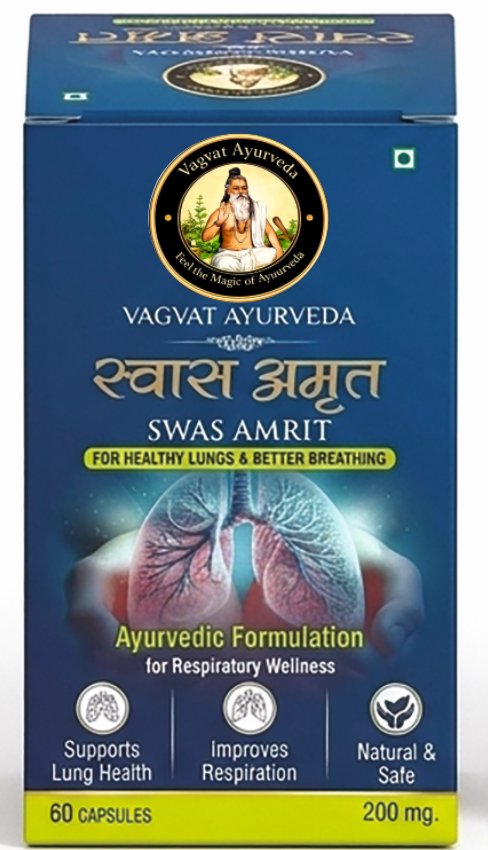 Vagvat Ayurveda
Feel the Magic of Ayuurveda
VAGVAT AYURVEDA
स्वास अमृत
SWAS AMRIT
FOR HEALTHY LUNGS & BETTER BREATHING
Ayurvedic Formulation
for Respiratory Wellness
Supports
Lung Health
Improves
Respiration
Natural &
Safe
60 CAPSULES
200 mg.